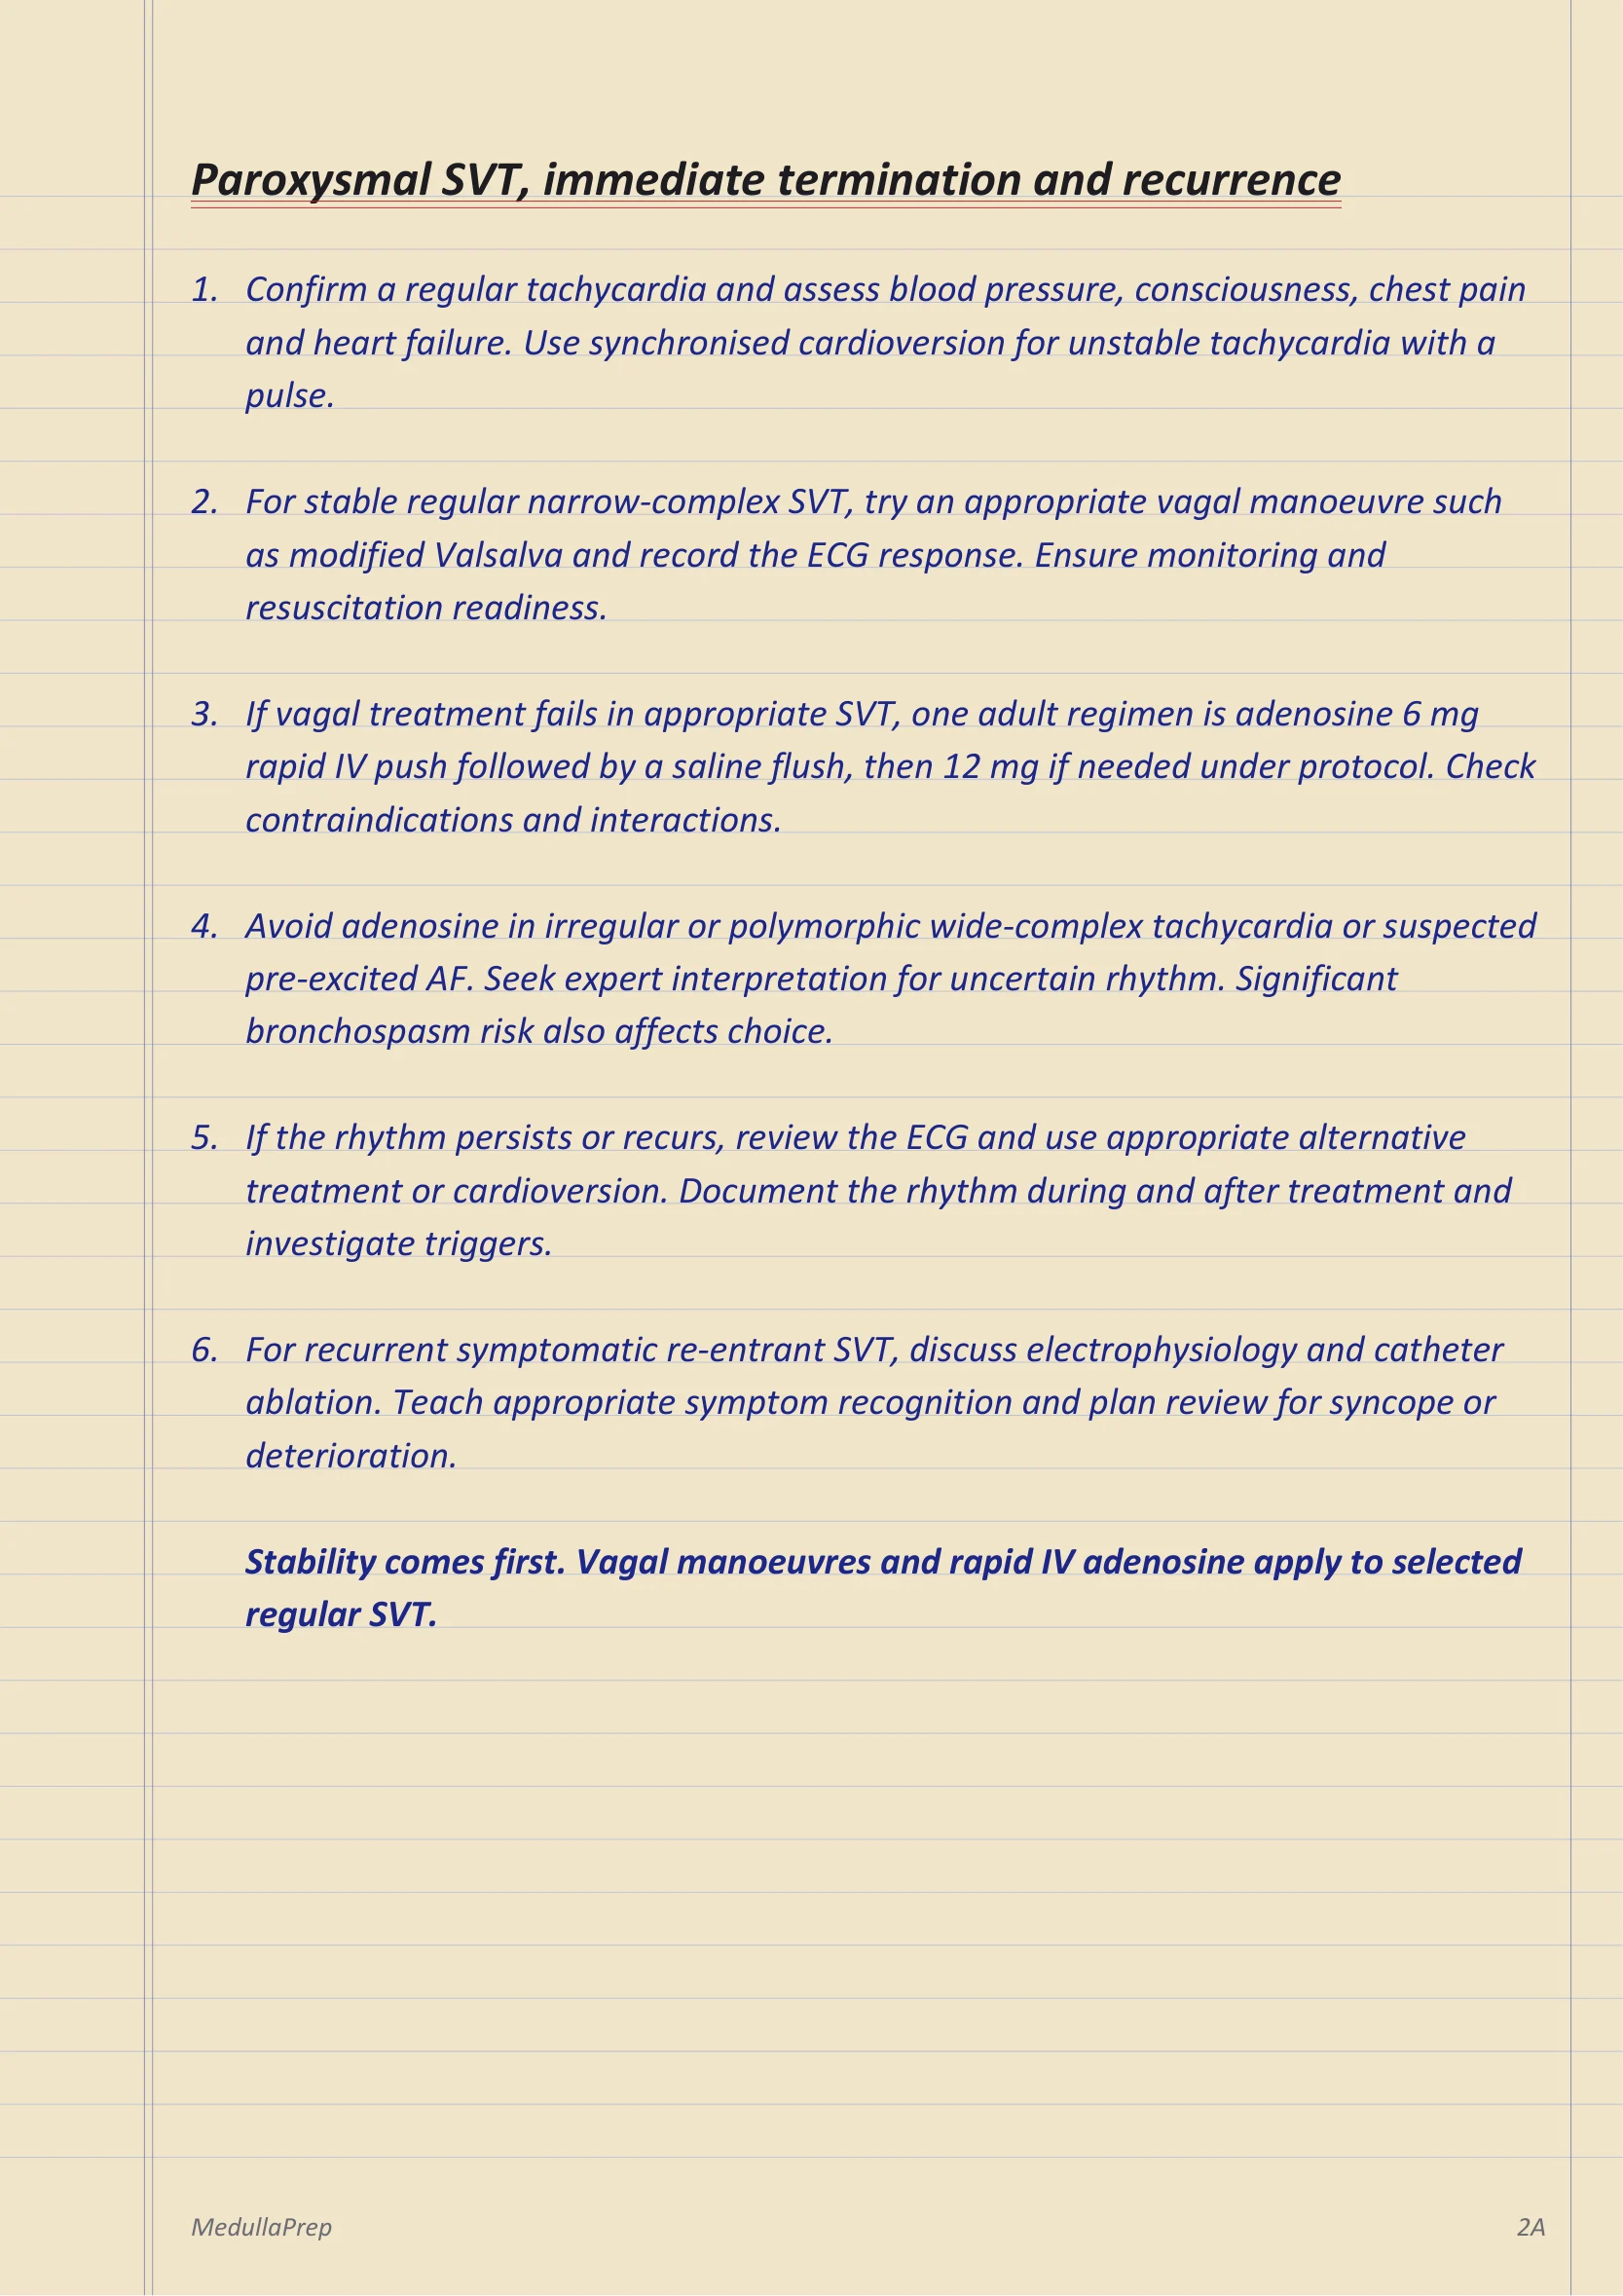 Paroxysmal SVT, immediate termination and recurrence
1. Confirm a regular tachycardia and assess blood pressure, consciousness, chest pain
and heart failure. Use synchronised cardioversion for unstable tachycardia with a
pulse.
2. For stable regular narrow-complex SVT, try an appropriate vagal manoeuvre such
as modified Valsalva and record the ECG response. Ensure monitoring and
resuscitation readiness.
3. If vagal treatment fails in appropriate SVT, one adult regimen is adenosine 6 mg
rapid IV push followed by a saline flush, then 12 mg if needed under protocol. Check
contraindications and interactions.
4. Avoid adenosine in irregular or polymorphic wide-complex tachycardia or suspected
pre-excited AF. Seek expert interpretation for uncertain rhythm. Significant
bronchospasm risk also affects choice.
5. If the rhythm persists or recurs, review the ECG and use appropriate alternative
treatment or cardioversion. Document the rhythm during and after treatment and
investigate triggers.
6. For recurrent symptomatic re-entrant SVT, discuss electrophysiology and catheter
ablation. Teach appropriate symptom recognition and plan review for syncope or
deterioration.
Stability comes first. Vagal manoeuvres and rapid IV adenosine apply to selected
regular SVT.
MedullaPrep
2A